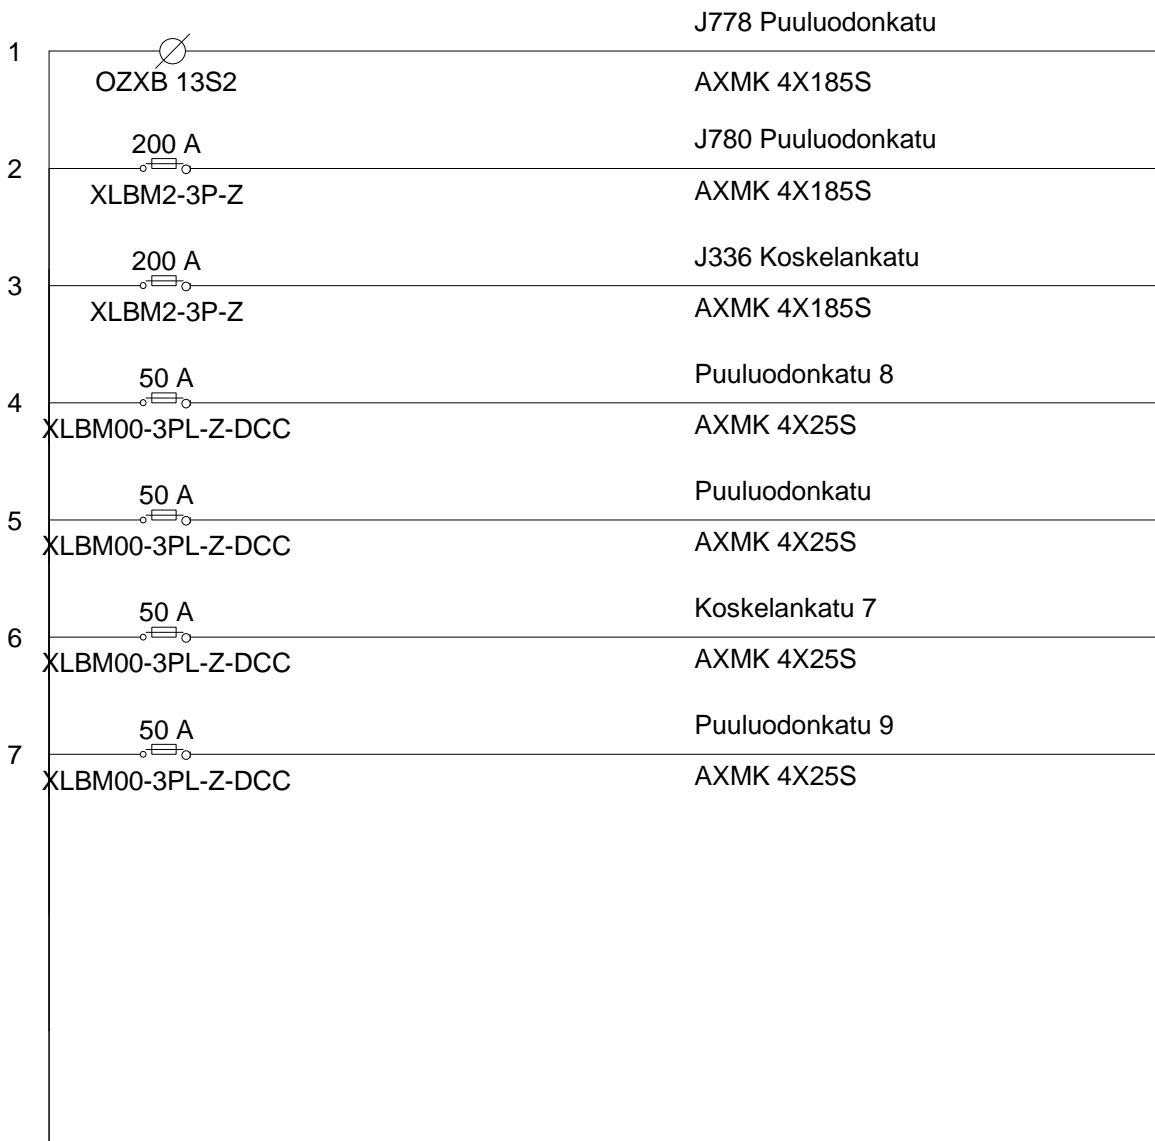 J778 Puuluodonkatu
1
OZXB 13S2
AXMK 4X185S
200 A
J780 Puuluodonkatu
2
XLBM2-3P-Z
AXMK 4X185S
200 A
J336 Koskelankatu
3
XLBM2-3P-Z
AXMK 4X185S
50 A
Puuluodonkatu 8
4
XLBM00-3PL-Z-DCC
AXMK 4X25S
50 A
Puuluodonkatu
5
XLBM00-3PL-Z-DCC
AXMK 4X25S
50 A
Koskelankatu 7
6
XLBM00-3PL-Z-DCC
AXMK 4X25S
50 A
Puuluodonkatu 9
7
XLBM00-3PL-Z-DCC
AXMK 4X25S